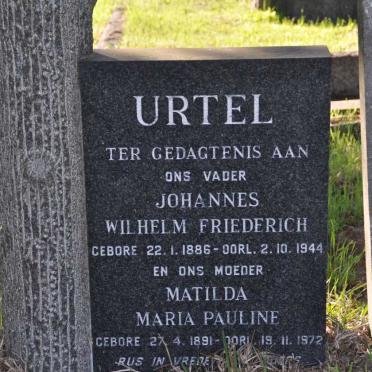 URTEL
TER GEDAGTENIS AAN
ONS VADER
JOHANNES
WILHELM FRIEDERICH
GEBORE 22.1.1886 - OORL. 2.10.1944
EN ONS MOEDER
MATILDA
MARIA PAULINE
GEBORE 27.4.1891 - OORL. 19.11.1972
RUS IN VREDE